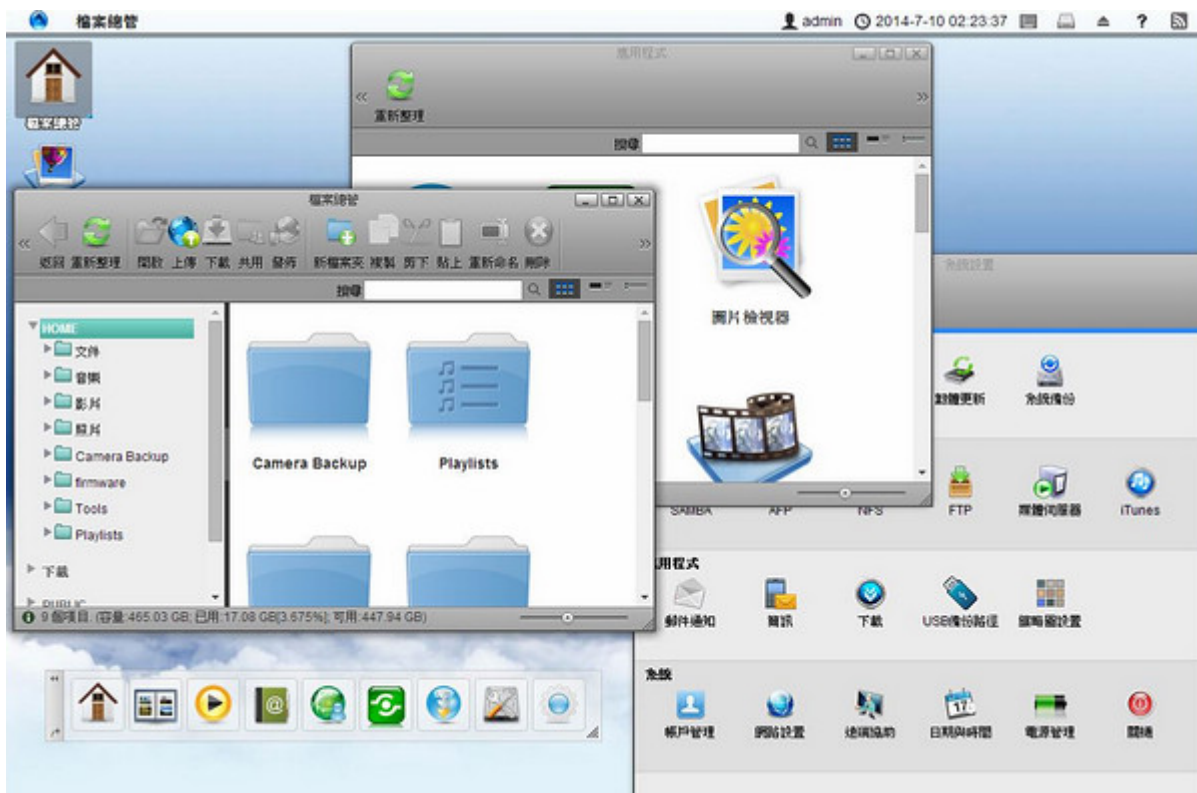 檔案總管
admin 2014-7-10 02:23:37 ?
檔案總管
應用程式
重新整理
搜尋
圖片檢視器
檔案總管
返回 重新整理 開啟 上傳 下載 共用 發佈 新檔案夾 複製 剪下 貼上 重新命名 刪除
搜尋
HOME
文件
音樂
影片
照片
Camera Backup
firmware
Tools
Playlists
下載
PUBLIC
Camera Backup
Playlists
9 個項目. (容量:465.03 GB; 已用:17.08 GB[3.675%]; 可用:447.94 GB)
系統設置
韌體更新 系統備份
SAMBA AFP NFS FTP 媒體伺服器 iTunes
應用程式
郵件通知 簡訊 下載 USB備份路徑 縮略圖設置
系統
帳戶管理 網路設置 遠端協助 日期與時間 電源管理 關機
17